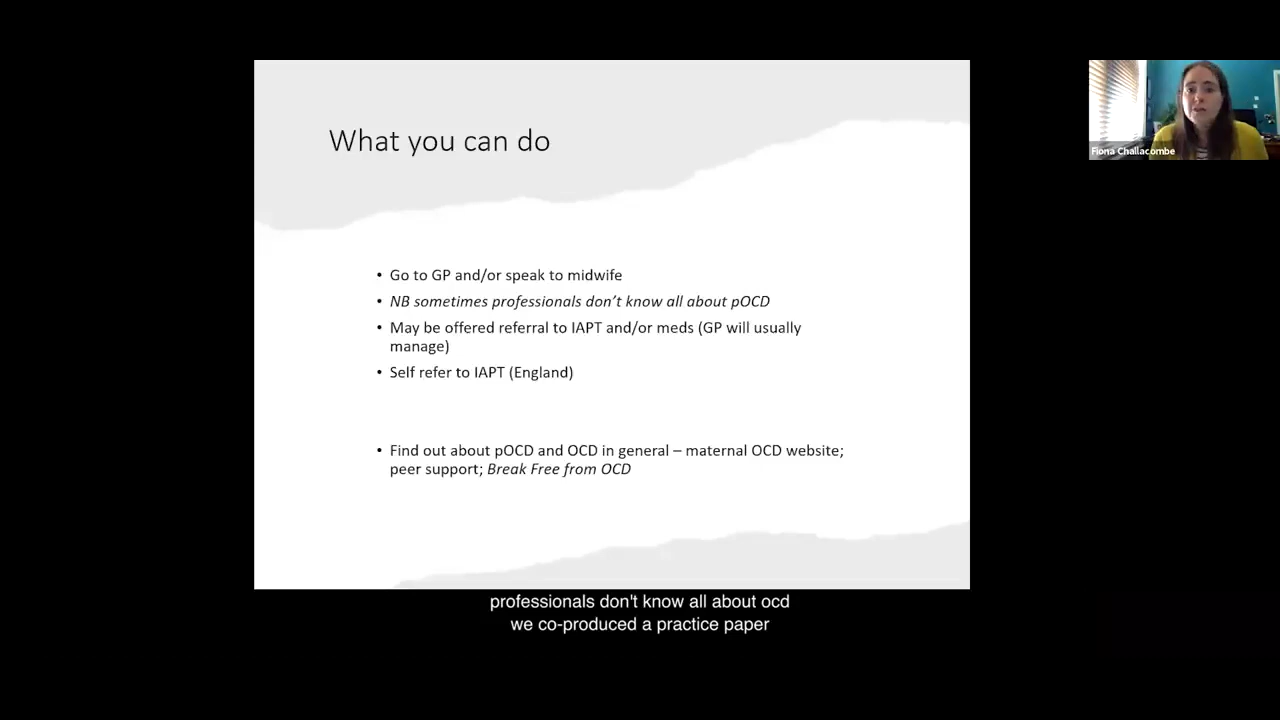 What you can do
• Go to GP and/or speak to midwife
• NB sometimes professionals don't know all about pOCD
• May be offered referral to IAPT and/or meds (GP will usually
manage)
• Self refer to IAPT (England)
• Find out about pOCD and OCD in general – maternal OCD website;
peer support; Break Free from OCD
Fiona Challacombe
professionals don't know all about ocd
we co-produced a practice paper